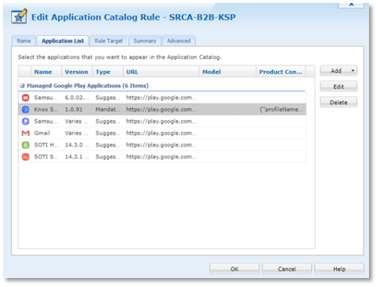 Edit Application Catalog Rule - SRCA-B2B-KSP
Name Application List Rule Target Summary Advanced
Select the applications that you want to appear in the Application Catalog.
Name Version Type URL Model Product Con...
Managed Google Play Applications (6 Items)
Samsu... 6.0.02... Sugges... https://play.google.com...
Knox S... 1.0.91 Mandat... https://play.google.com... {"profileName...
Samsu... Varies ... Sugges... https://play.google.com...
Gmail Varies ... Sugges... https://play.google.com...
SOTI H... 14.3.0 ... Sugges... https://play.google.com...
SOTI S... 14.3.1 ... Sugges... https://play.google.com...
Add
Edit
Delete
OK Cancel Help